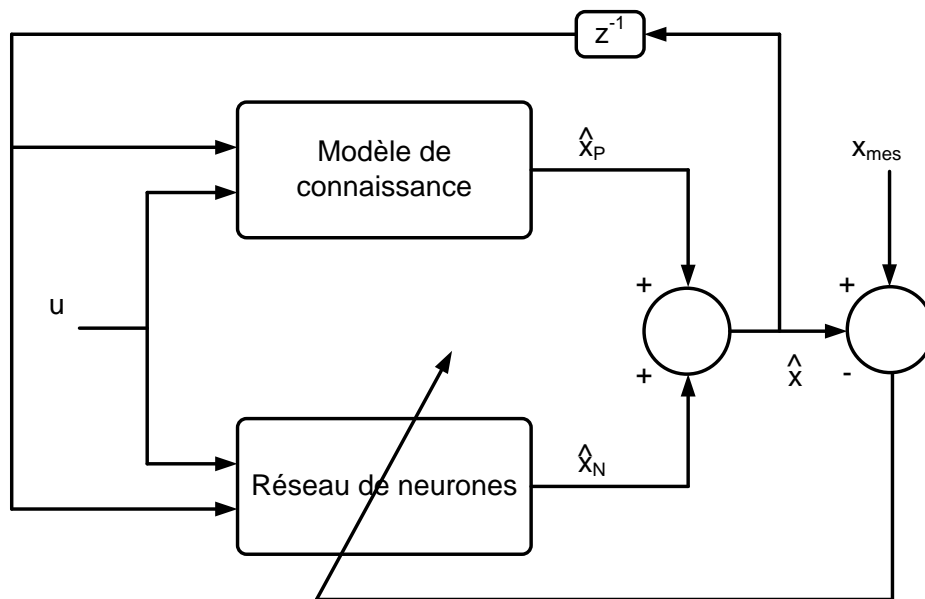 z⁻¹
Modèle de
connaissance
x̂P
xmes
u
+
+
+
-
x̂
Réseau de neurones
x̂N